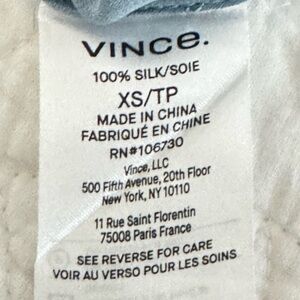 VINCE.
100% SILK/SOIE
XS/TP
MADE IN CHINA
FABRIQUÉ EN CHINE
RN#106730
Vince, LLC
500 Fifth Avenue, 20th Floor
New York, NY 10110
11 Rue Saint Florentin
75008 Paris France
SEE REVERSE FOR CARE
VOIR AU VERSO POUR LES SOINS